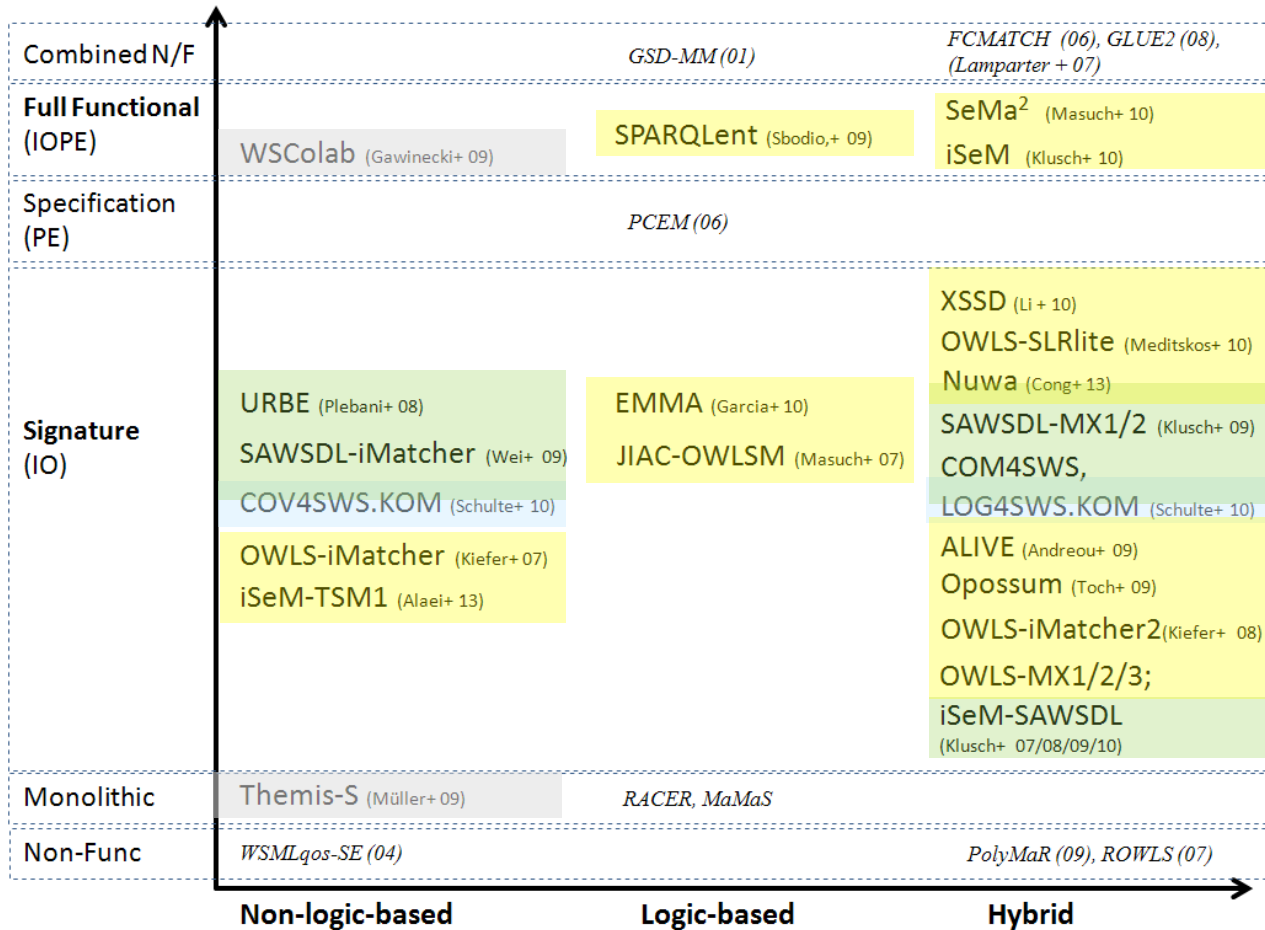 Combined N/F
GSD-MM (01)
FCMATCH (06), GLUE2 (08),
(Lamparter + 07)
Full Functional
(IOPE)
WSColab (Gawinecki+ 09)
SPARQLent (Sbodio,+ 09)
SeMa² (Masuch+ 10)
iSeM (Klusch+ 10)
Specification
(PE)
PCEM (06)
Signature
(IO)
URBE (Plebani+ 08)
SAWSDL-iMatcher (Wei+ 09)
COV4SWS.KOM (Schulte+ 10)
OWLS-iMatcher (Kiefer+ 07)
iSeM-TSM1 (Alaei+ 13)
EMMA (Garcia+ 10)
JIAC-OWLSM (Masuch+ 07)
XSSD (Li + 10)
OWLS-SLRlite (Meditskos+ 10)
Nuwa (Cong+ 13)
SAWSDL-MX1/2 (Klusch+ 09)
COM4SWS,
LOG4SWS.KOM (Schulte+ 10)
ALIVE (Andreou+ 09)
Opossum (Toch+ 09)
OWLS-iMatcher2(Kiefer+ 08)
OWLS-MX1/2/3;
iSeM-SAWSDL
(Klusch+ 07/08/09/10)
Monolithic
Themis-S (Müller+ 09)
RACER, MaMaS
Non-Func
WSMLqos-SE (04)
PolyMaR (09), ROWLS (07)
Non-logic-based
Logic-based
Hybrid